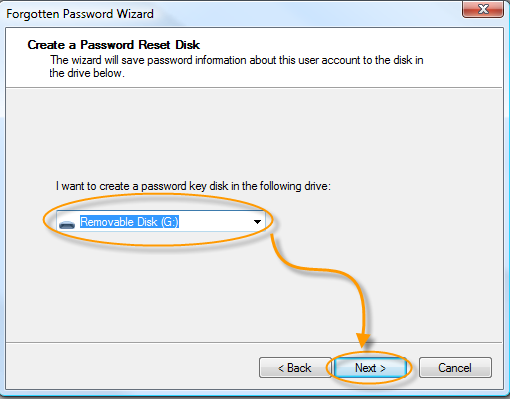 Forgotten Password Wizard
Create a Password Reset Disk
The wizard will save password information about this user account to the disk in
the drive below.
I want to create a password key disk in the following drive:
Removable Disk (G:)
< Back
Next >
Cancel